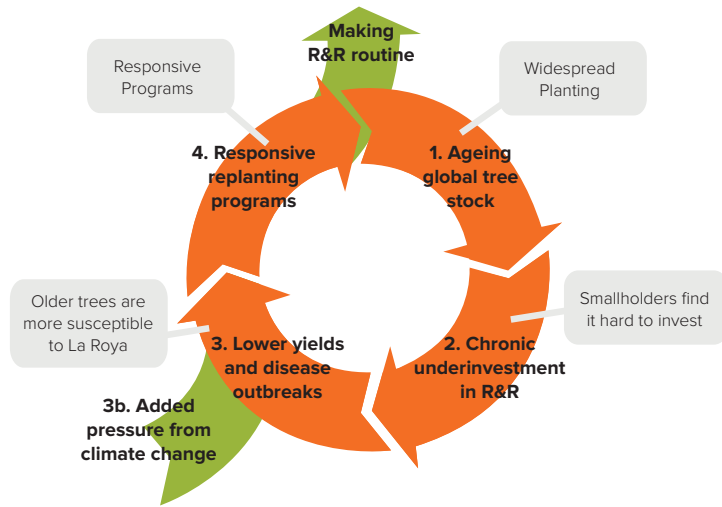 Making
R&R routine
Responsive
Programs
Widespread
Planting
4. Responsive
replanting
programs
1. Ageing
global tree
stock
Older trees are
more susceptible
to La Roya
Smallholders find
it hard to invest
3. Lower yields
and disease
outbreaks
2. Chronic
underinvestment
in R&R
3b. Added
pressure from
climate change